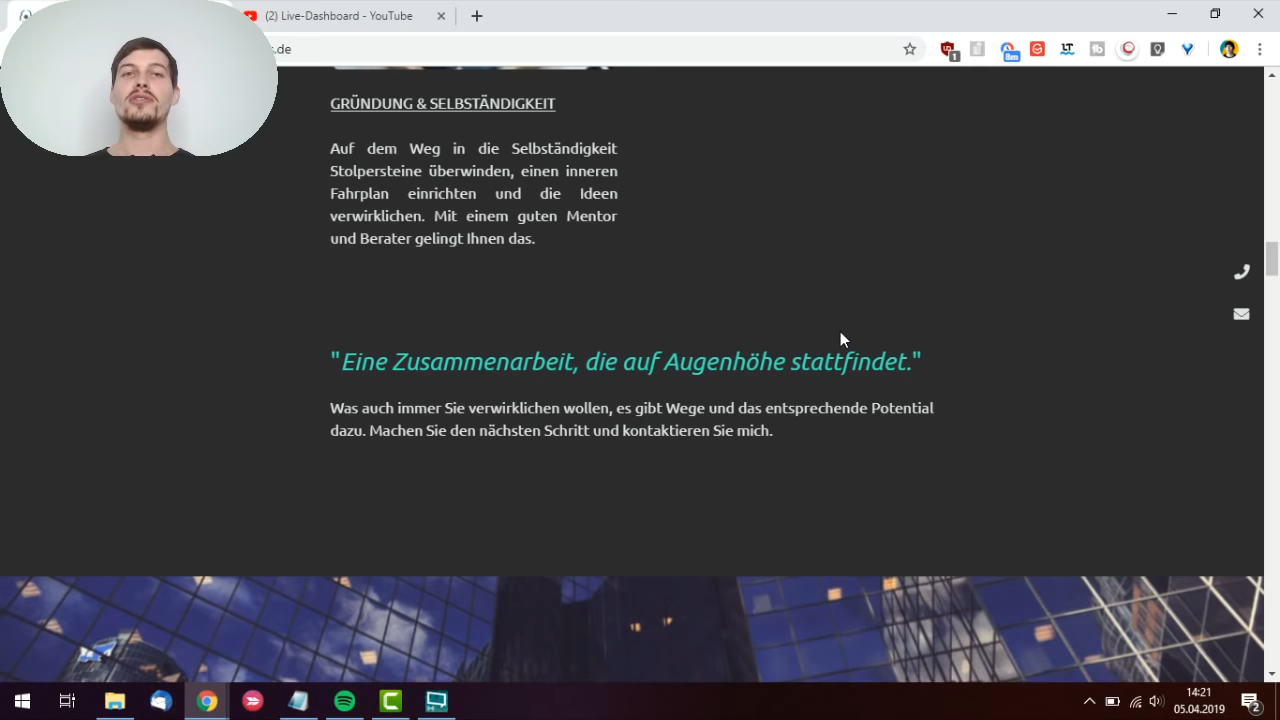 (2) Live-Dashboard - YouTube
s.de
1
8m
GRÜNDUNG & SELBSTÄNDIGKEIT
Auf dem Weg in die Selbständigkeit
Stolpersteine überwinden, einen inneren
Fahrplan einrichten und die Ideen
verwirklichen. Mit einem guten Mentor
und Berater gelingt Ihnen das.
"Eine Zusammenarbeit, die auf Augenhöhe stattfindet."
Was auch immer Sie verwirklichen wollen, es gibt Wege und das entsprechende Potential
dazu. Machen Sie den nächsten Schritt und kontaktieren Sie mich.
14:21
05.04.2019
2